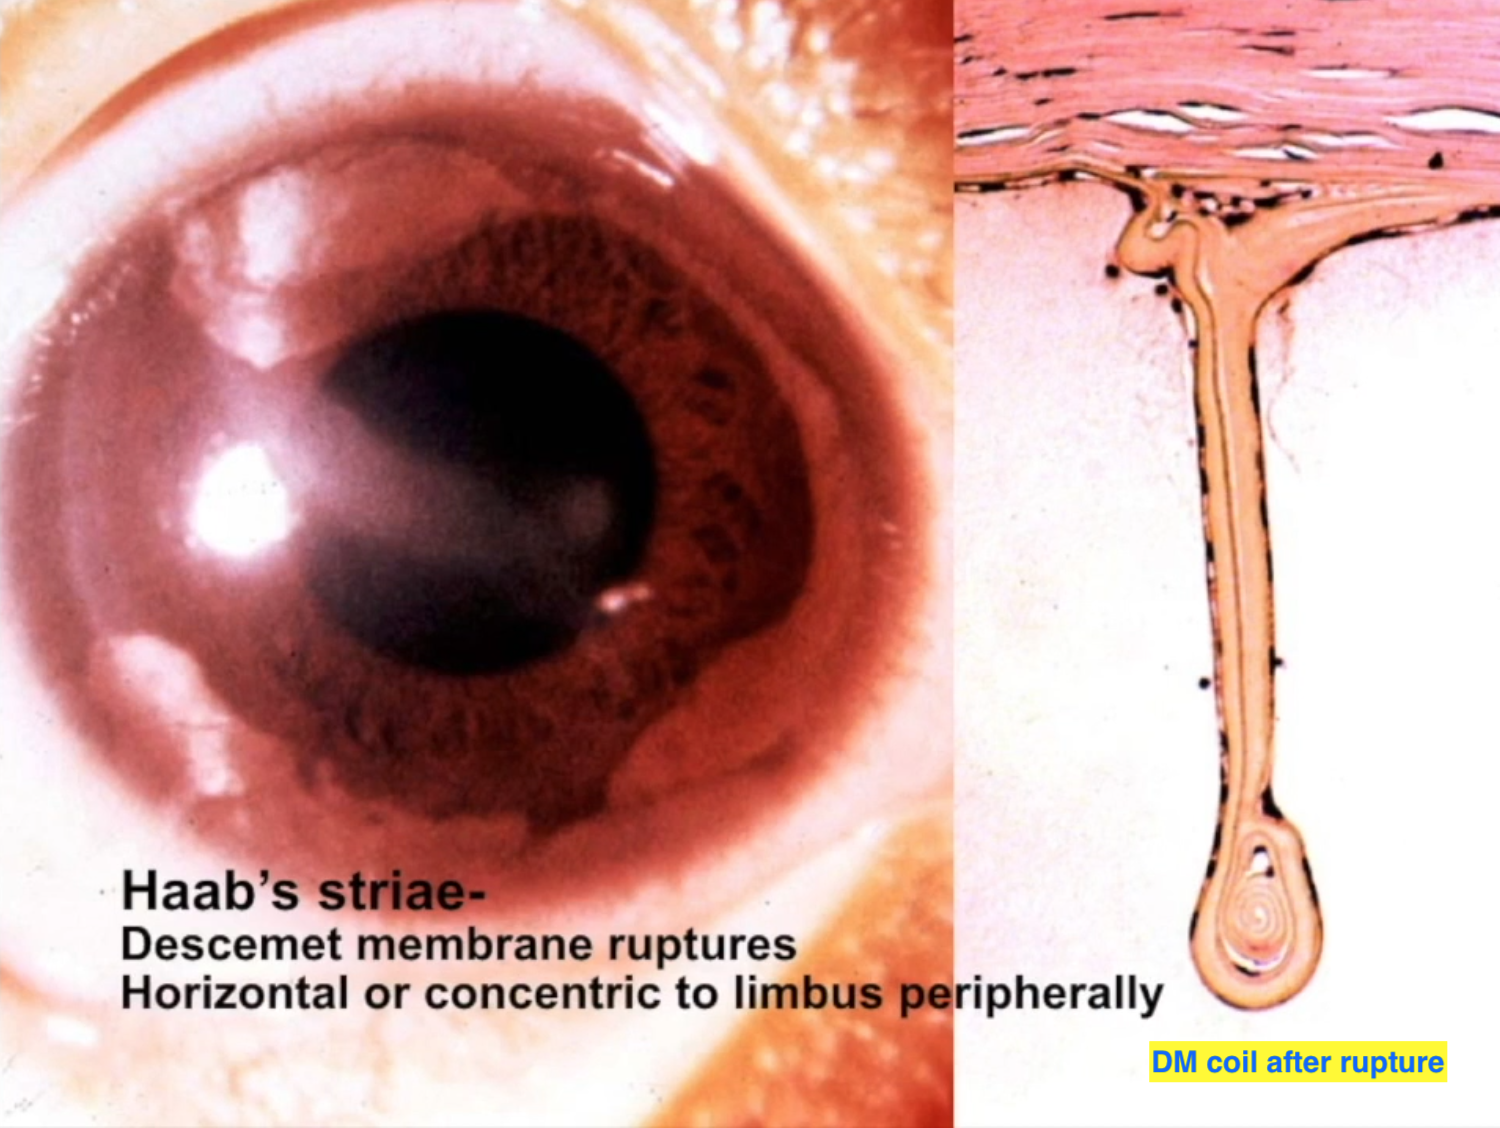 Haab’s striae-
Descemet membrane ruptures
Horizontal or concentric to limbus peripherally
DM coil after rupture